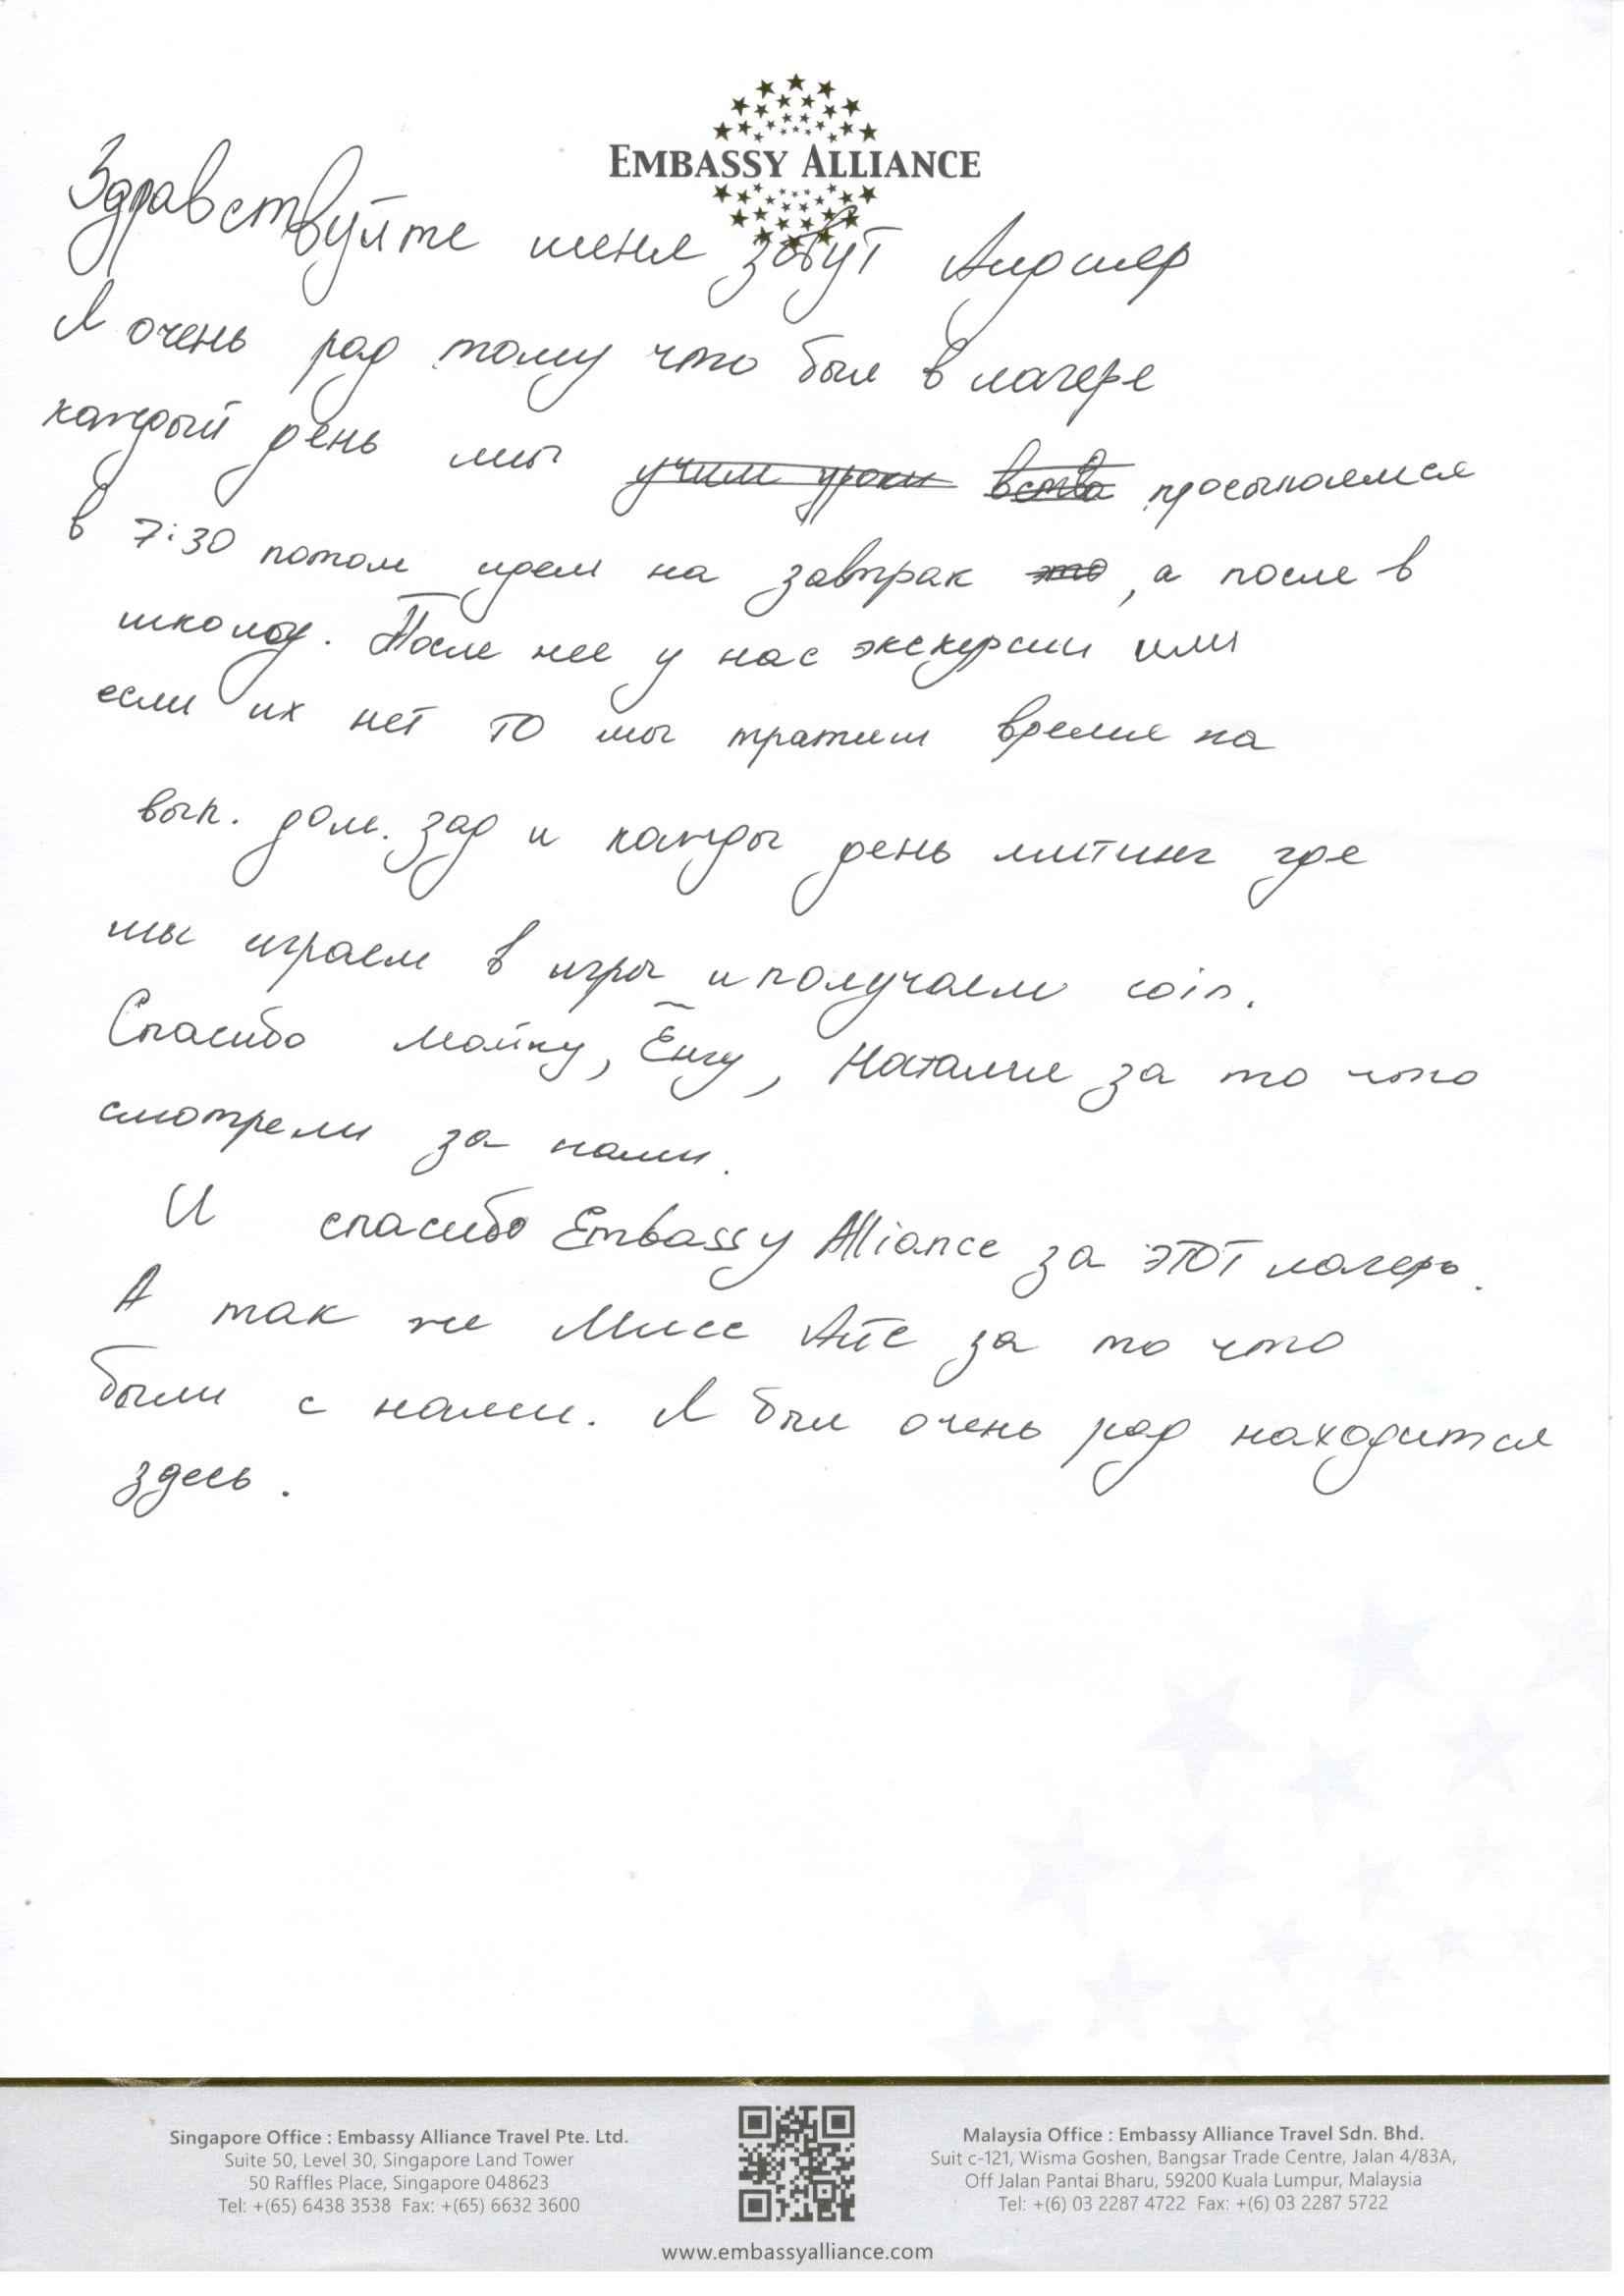 EMBASSY ALLIANCE
Здравствуйте меня зовут Алдияр
Я очень рад тому что был в лагере
каждый день мы учим уроки вста просыпаемся
в 7:30 потом идем на завтрак это, а после в
школу. После нее у нас экскурсии или
если их нет то мы тратим время на
вып. дом. зад и кажды день митинг где
мы играем в игры и получаем coin.
Спасибо Майку, Ёнгу, Наталие за то что
смотрели за нами.
И спасибо Embassy Alliance за этот лагерь.
А так же Мисс Айе за то что
были с нами. Я был очень рад находится
здесь.
Singapore Office : Embassy Alliance Travel Pte. Ltd.
Suite 50, Level 30, Singapore Land Tower
50 Raffles Place, Singapore 048623
Tel: +(65) 6438 3538 Fax: +(65) 6632 3600
Malaysia Office : Embassy Alliance Travel Sdn. Bhd.
Suit c-121, Wisma Goshen, Bangsar Trade Centre, Jalan 4/83A,
Off Jalan Pantai Bharu, 59200 Kuala Lumpur, Malaysia
Tel: +(6) 03 2287 4722 Fax: +(6) 03 2287 5722
www.embassyalliance.com